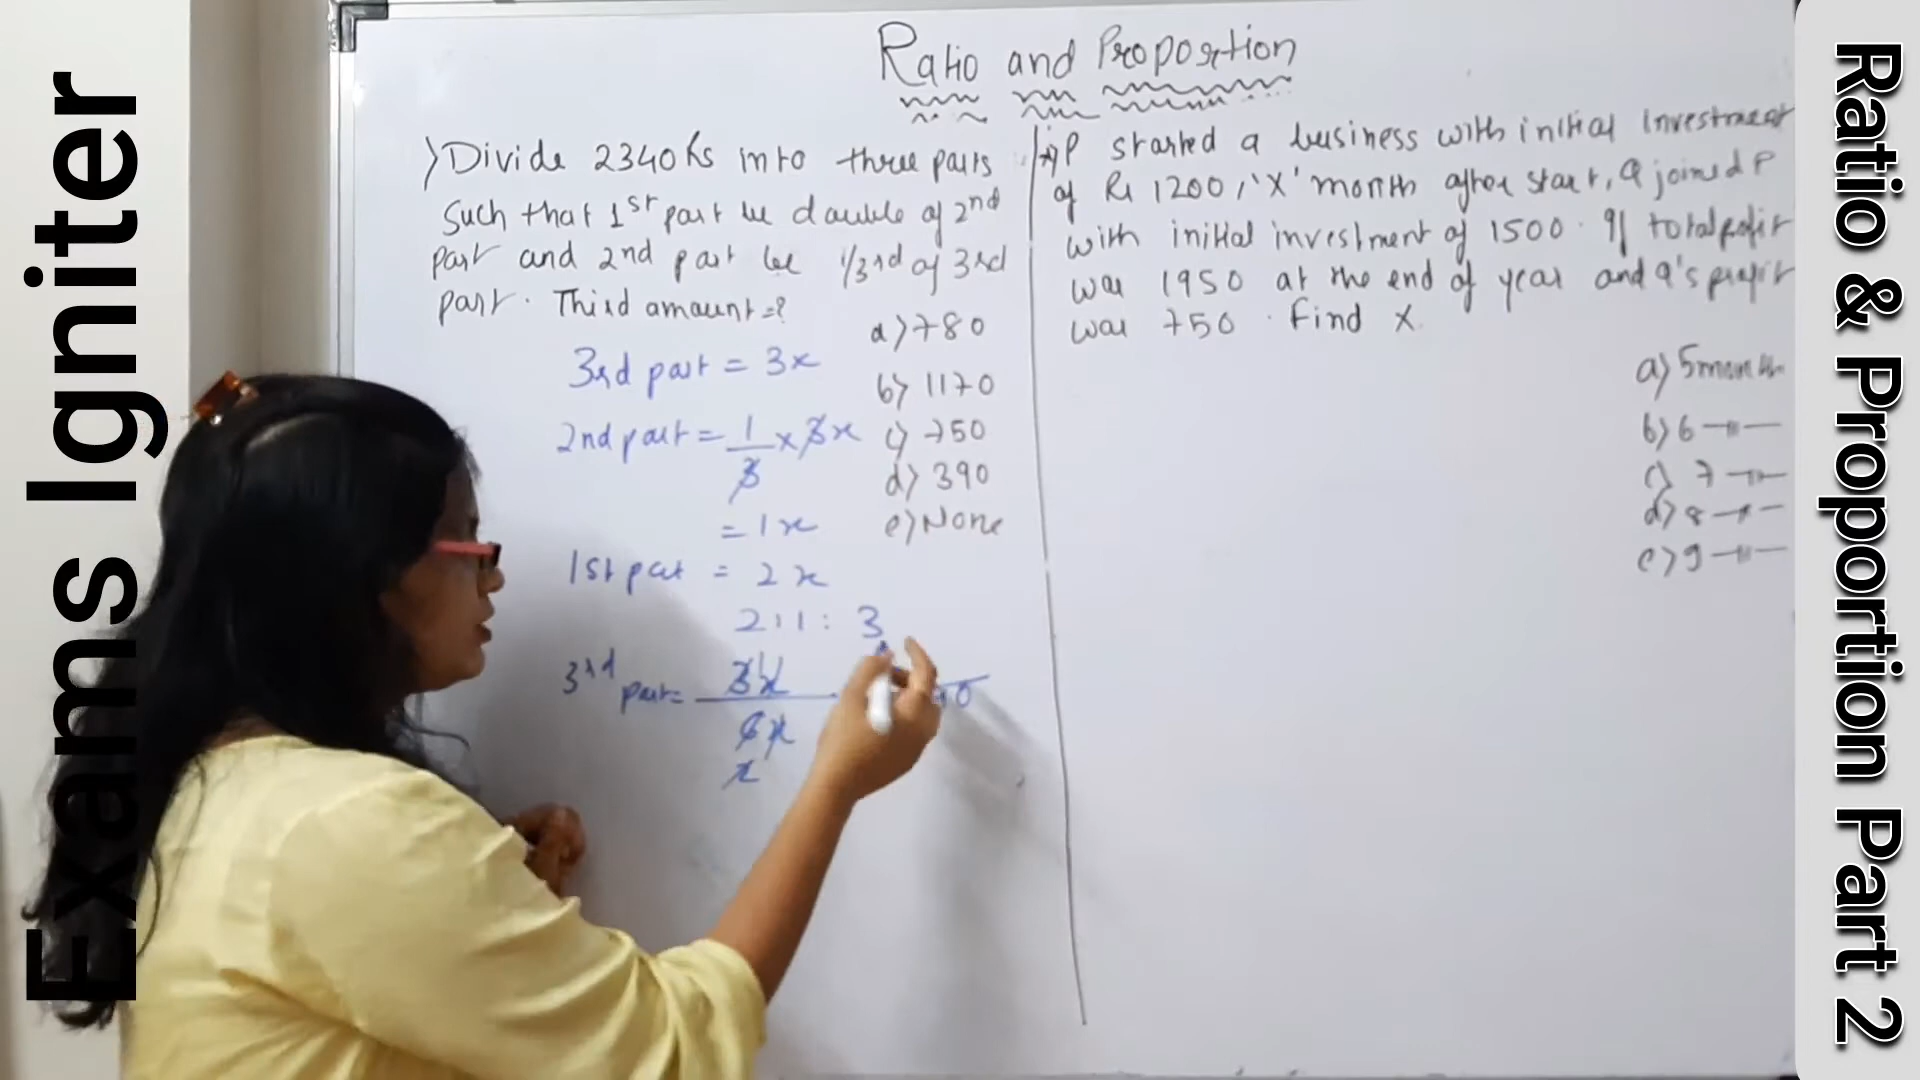 Exams Igniter
Ratio and Proportion
Divide 2340 Rs into three parts
Such that 1st part be double of 2nd
part and 2nd part be 1/3rd of 3rd
part. Third amount=?
a) 780
b) 1170
c) 750
d) 390
e) None
3rd part = 3x
2nd part = 1/3 x 3x
= 1x
1st part = 2x
2:1:3
3rd part = 3x
6x
P started a business with initial investment
of Rs 1200, 'X' month after start, Q joined P
with initial investment of 1500. If total profit
was 1950 at the end of year and Q's profit
was 750. Find X.
a) 5 month
b) 6 -"-
c) 7 -"-
d) 8 -"-
e) 9 -"-
Ratio & Proportion Part 2